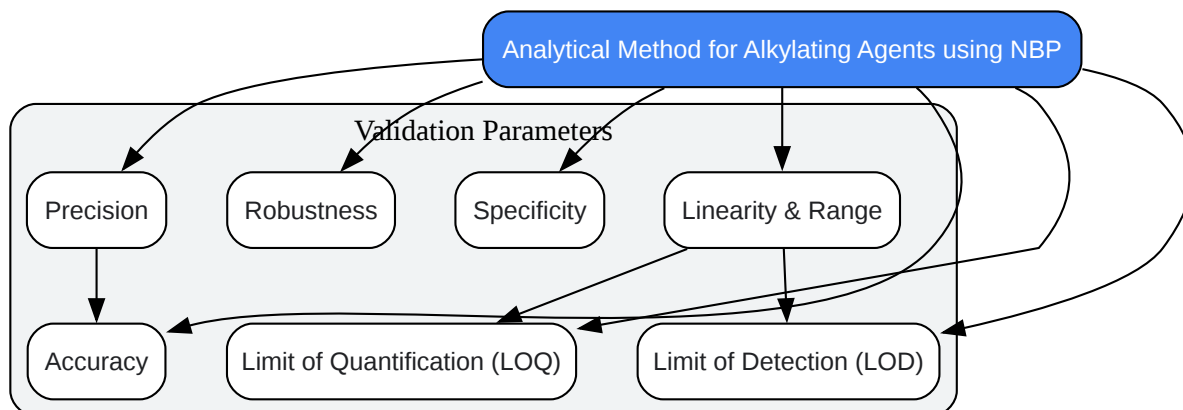 Analytical Method for Alkylating Agents using NBP
Validation Parameters
Precision
Robustness
Specificity
Linearity & Range
Accuracy
Limit of Quantification (LOQ)
Limit of Detection (LOD)